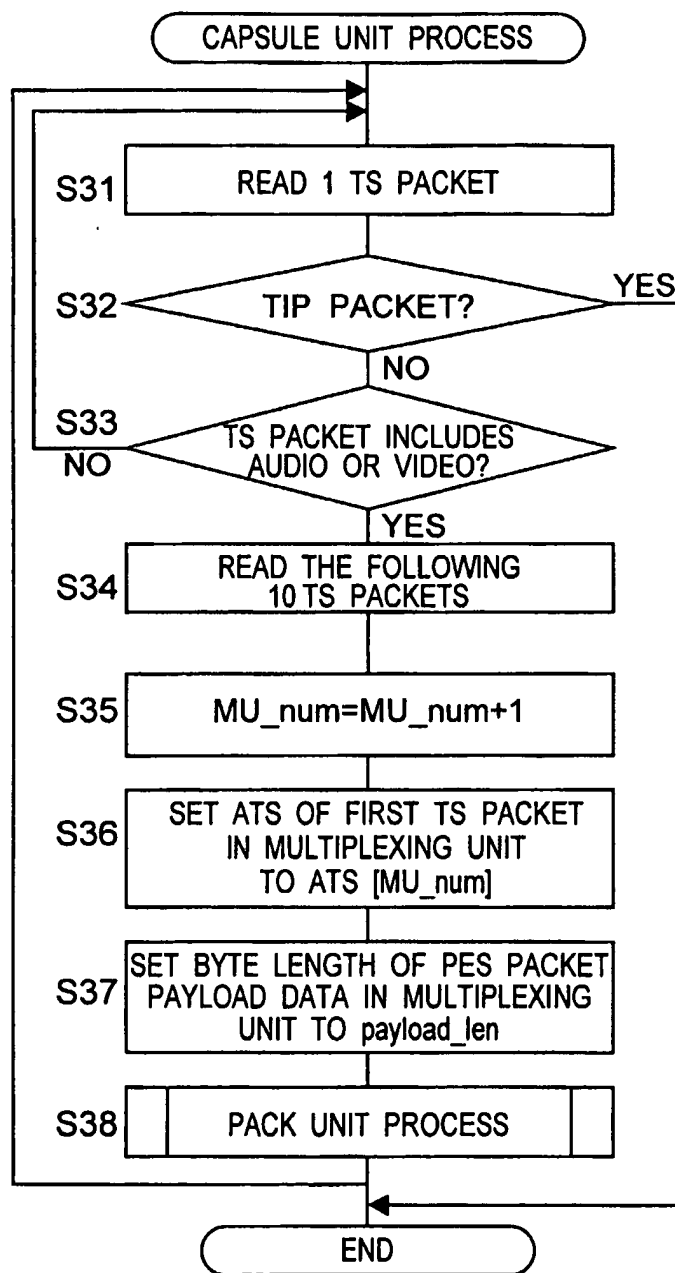 CAPSULE UNIT PROCESS
S31
READ 1 TS PACKET
S32
TIP PACKET?
YES
NO
S33
TS PACKET INCLUDES
AUDIO OR VIDEO?
NO
YES
S34
READ THE FOLLOWING
10 TS PACKETS
S35
MU_num=MU_num+1
S36
SET ATS OF FIRST TS PACKET
IN MULTIPLEXING UNIT
TO ATS [MU_num]
S37
SET BYTE LENGTH OF PES PACKET
PAYLOAD DATA IN MULTIPLEXING
UNIT TO payload_len
S38
PACK UNIT PROCESS
END